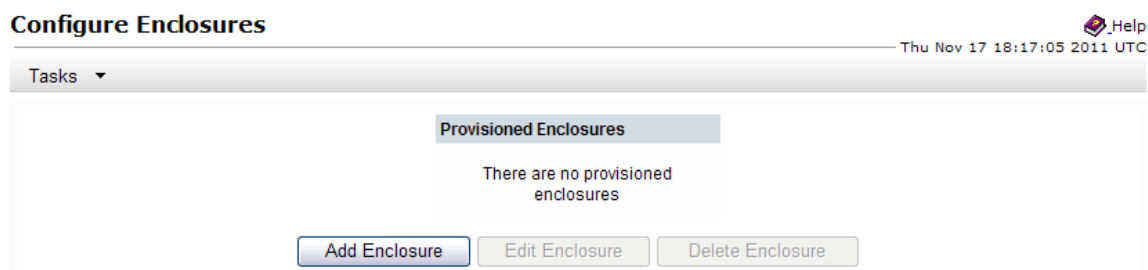 Configure Enclosures
Help
Thu Nov 17 18:17:05 2011 UTC
Tasks
Provisioned Enclosures
There are no provisioned
enclosures
Add Enclosure Edit Enclosure Delete Enclosure